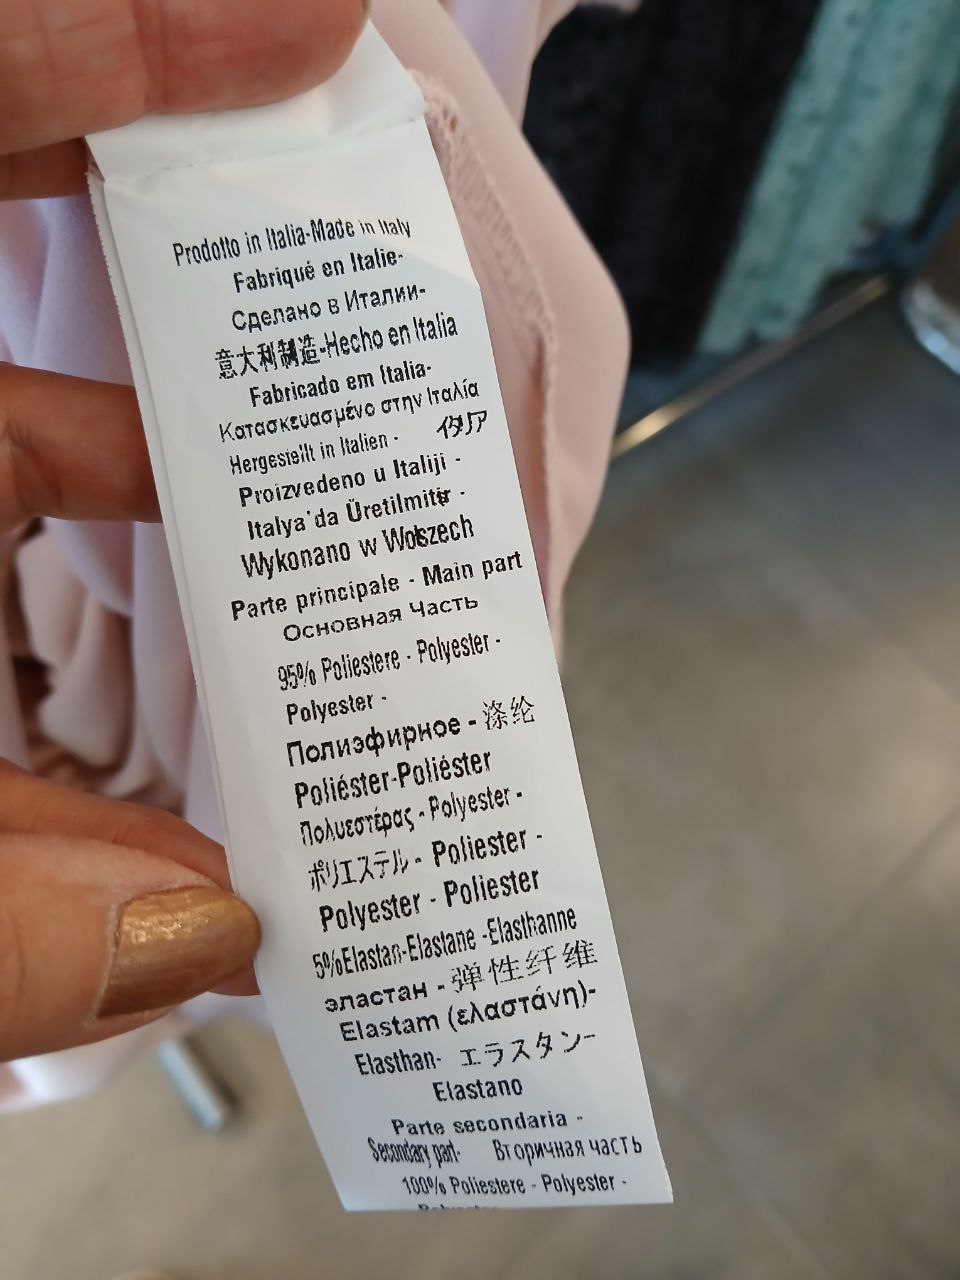 Prodotto in Italia-Made in Italy
Fabriqué en Italie-
Сделано в Италии-
意大利制造-Hecho en Italia
Fabricado em Italia-
Κατασκευασμένο στην Ιταλία
Hergestellt in Italien - イタリア
Proizvedeno u Italiji -
Italya'da Üretilmiştir -
Wykonano w Włoszech
Parte principale - Main part
Основная Часть
95% Poliestere - Polyester -
Polyester -
Полиэфирное - 涤纶
Poliéster-Poliéster
Πολυεστέρας - Polyester -
ポリエステル - Poliester -
Polyester - Poliester
5%Elastan-Elastane -Elasthanne
эластан - 弹性纤维
Elastam (ελαστάνη)-
Elasthan- エラスタン-
Elastano
Parte secondaria -
Secondary part- Вторичная часть
100% Poliestere - Polyester -